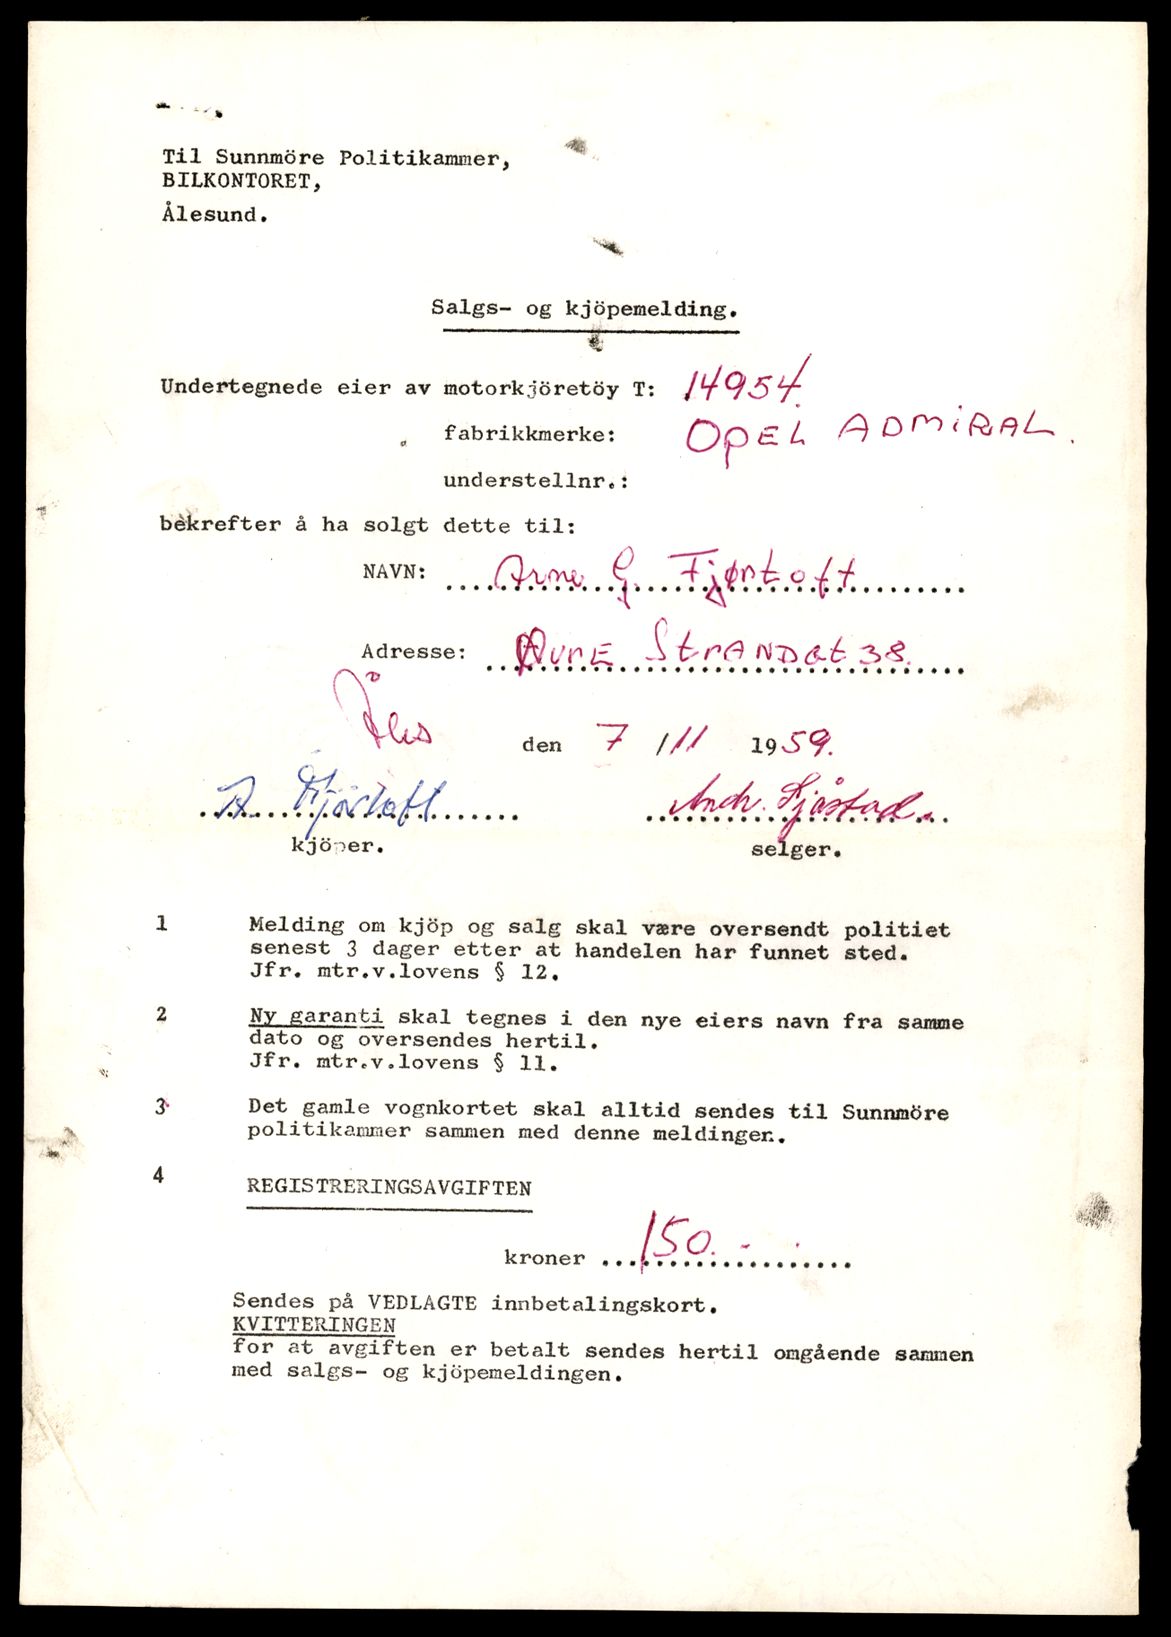 Til Sunnmöre Politikammer,
BILKONTORET,
Ålesund.
Salgs- og kjöpemelding.
Undertegnede eier av motorkjöretöy T: 14954.
fabrikkmerke: OPEL ADMIRAL.
understellnr.:
bekrefter å ha solgt dette til:
NAVN: Arne G. Fjørtoft
Adresse: Øvre Strandgt 38.
Åles den 7 /11 1959.
A Fjörtoft Andr. Sjåstad.
kjöper. selger.
1 Melding om kjöp og salg skal være oversendt politiet
senest 3 dager etter at handelen har funnet sted.
Jfr. mtr.v.lovens § 12.
2 Ny garanti skal tegnes i den nye eiers navn fra samme
dato og oversendes hertil.
Jfr. mtr.v.lovens § 11.
3 Det gamle vognkortet skal alltid sendes til Sunnmöre
politikammer sammen med denne meldingen.
4 REGISTRERINGSAVGIFTEN
kroner 150.-
Sendes på VEDLAGTE innbetalingskort.
KVITTERINGEN
for at avgiften er betalt sendes hertil omgående sammen
med salgs- og kjöpemeldingen.